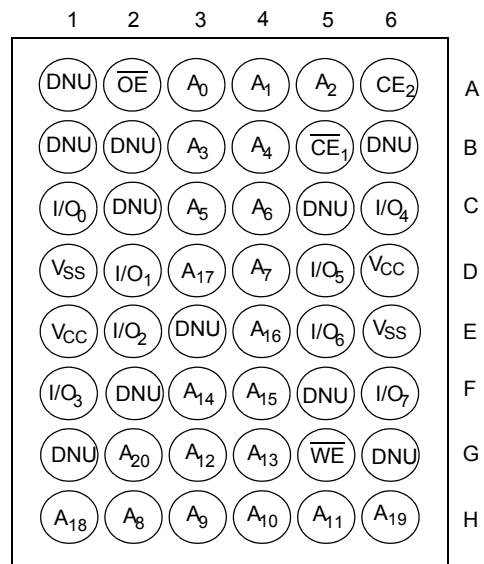 1 2 3 4 5 6
DNU OE A0 A1 A2 CE2 A
DNU DNU A3 A4 CE1 DNU B
I/O0 DNU A5 A6 DNU I/O4 C
VSS I/O1 A17 A7 I/O5 VCC D
VCC I/O2 DNU A16 I/O6 VSS E
I/O3 DNU A14 A15 DNU I/O7 F
DNU A20 A12 A13 WE DNU G
A18 A8 A9 A10 A11 A19 H